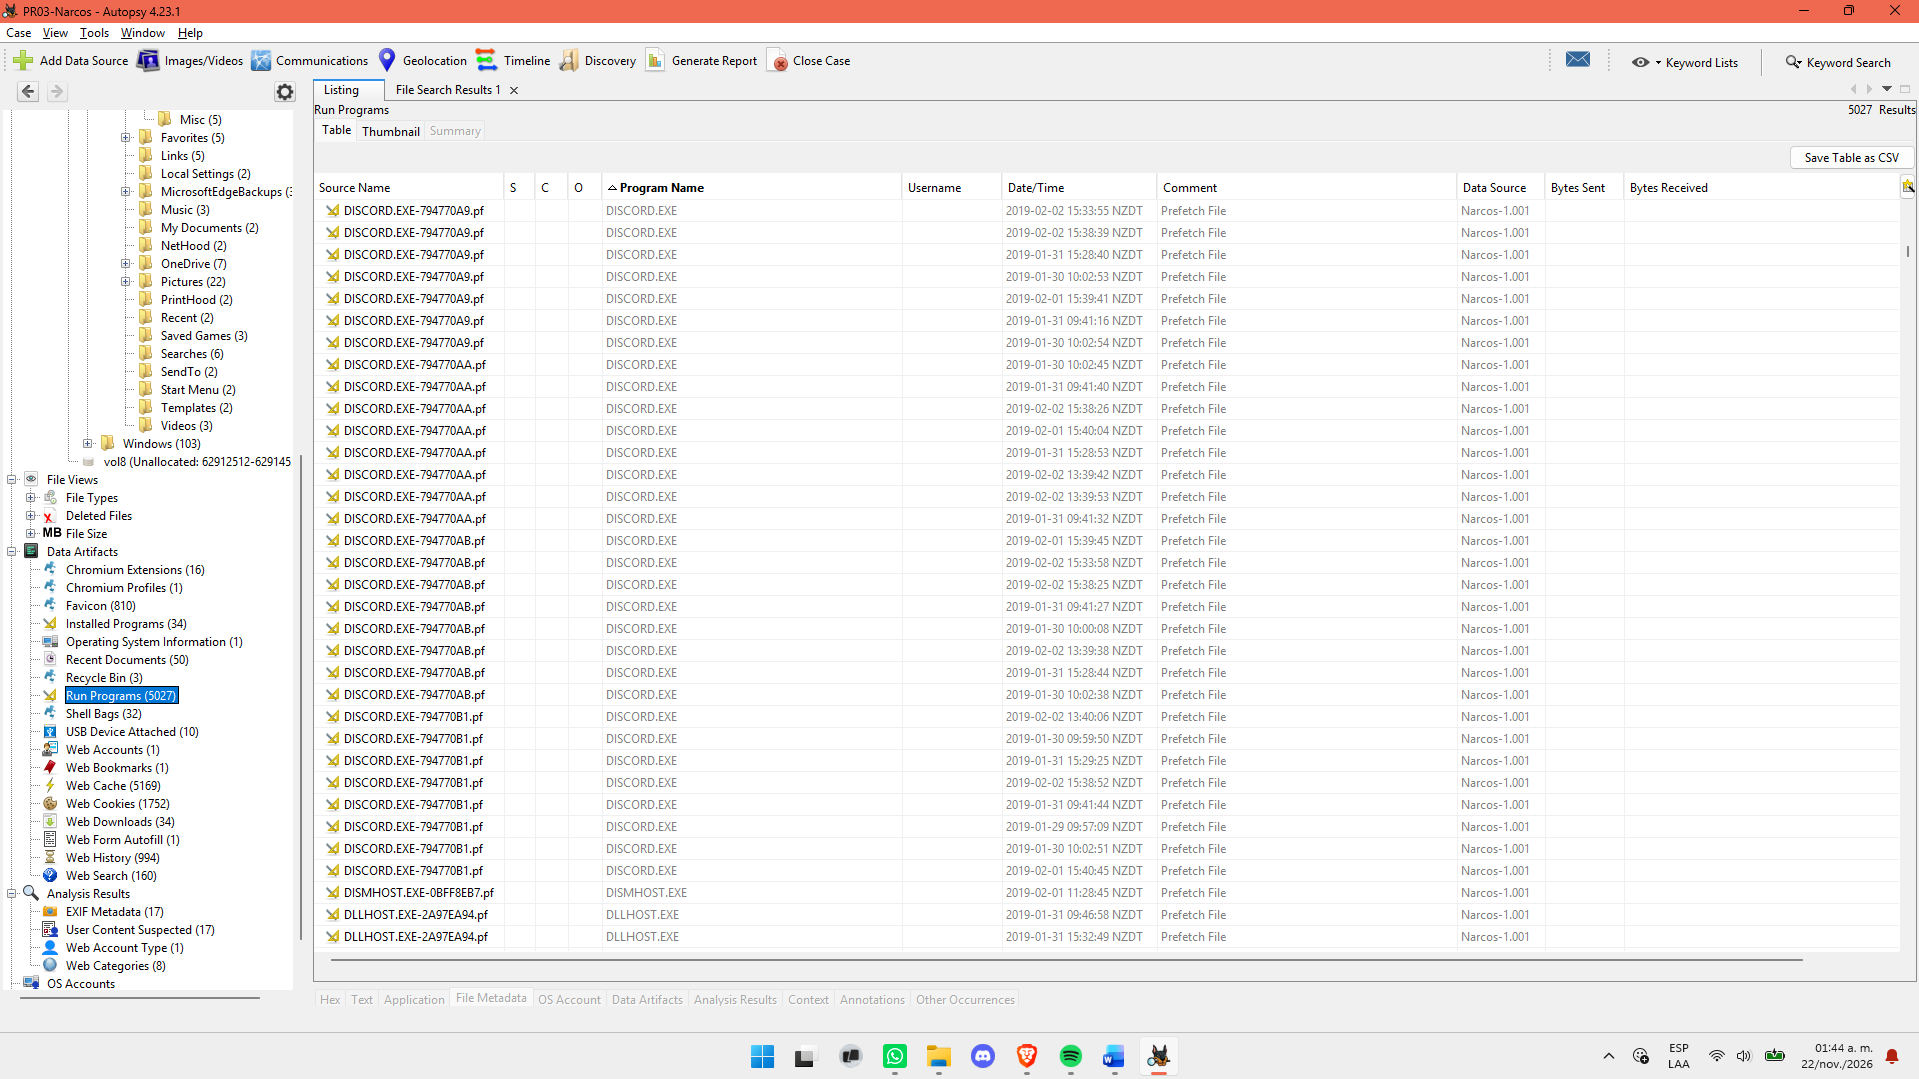 PR03-Narcos - Autopsy 4.23.1
Case View Tools Window Help
Add Data Source Images/Videos Communications Geolocation Timeline Discovery Generate Report Close Case Keyword Lists Keyword Search
Listing File Search Results 1
Run Programs 5027 Results
Table Thumbnail Summary
Save Table as CSV
Source Name S C O Program Name Username Date/Time Comment Data Source Bytes Sent Bytes Received
DISCORD.EXE-794770A9.pf DISCORD.EXE 2019-02-02 15:33:55 NZDT Prefetch File Narcos-1.001
DISCORD.EXE-794770A9.pf DISCORD.EXE 2019-02-02 15:38:39 NZDT Prefetch File Narcos-1.001
DISCORD.EXE-794770A9.pf DISCORD.EXE 2019-01-31 15:28:40 NZDT Prefetch File Narcos-1.001
DISCORD.EXE-794770A9.pf DISCORD.EXE 2019-01-30 10:02:53 NZDT Prefetch File Narcos-1.001
DISCORD.EXE-794770A9.pf DISCORD.EXE 2019-02-01 15:39:41 NZDT Prefetch File Narcos-1.001
DISCORD.EXE-794770A9.pf DISCORD.EXE 2019-01-31 09:41:16 NZDT Prefetch File Narcos-1.001
DISCORD.EXE-794770A9.pf DISCORD.EXE 2019-01-30 10:02:54 NZDT Prefetch File Narcos-1.001
DISCORD.EXE-794770AA.pf DISCORD.EXE 2019-01-30 10:02:45 NZDT Prefetch File Narcos-1.001
DISCORD.EXE-794770AA.pf DISCORD.EXE 2019-01-31 09:41:40 NZDT Prefetch File Narcos-1.001
DISCORD.EXE-794770AA.pf DISCORD.EXE 2019-02-02 15:38:26 NZDT Prefetch File Narcos-1.001
DISCORD.EXE-794770AA.pf DISCORD.EXE 2019-02-01 15:40:04 NZDT Prefetch File Narcos-1.001
DISCORD.EXE-794770AA.pf DISCORD.EXE 2019-01-31 15:28:53 NZDT Prefetch File Narcos-1.001
DISCORD.EXE-794770AA.pf DISCORD.EXE 2019-02-02 13:39:42 NZDT Prefetch File Narcos-1.001
DISCORD.EXE-794770AA.pf DISCORD.EXE 2019-02-02 13:39:53 NZDT Prefetch File Narcos-1.001
DISCORD.EXE-794770AA.pf DISCORD.EXE 2019-01-31 09:41:32 NZDT Prefetch File Narcos-1.001
DISCORD.EXE-794770AB.pf DISCORD.EXE 2019-02-01 15:39:45 NZDT Prefetch File Narcos-1.001
DISCORD.EXE-794770AB.pf DISCORD.EXE 2019-02-02 15:33:58 NZDT Prefetch File Narcos-1.001
DISCORD.EXE-794770AB.pf DISCORD.EXE 2019-02-02 15:38:25 NZDT Prefetch File Narcos-1.001
DISCORD.EXE-794770AB.pf DISCORD.EXE 2019-01-31 09:41:27 NZDT Prefetch File Narcos-1.001
DISCORD.EXE-794770AB.pf DISCORD.EXE 2019-01-30 10:00:08 NZDT Prefetch File Narcos-1.001
DISCORD.EXE-794770AB.pf DISCORD.EXE 2019-02-02 13:39:38 NZDT Prefetch File Narcos-1.001
DISCORD.EXE-794770AB.pf DISCORD.EXE 2019-01-31 15:28:44 NZDT Prefetch File Narcos-1.001
DISCORD.EXE-794770AB.pf DISCORD.EXE 2019-01-30 10:02:38 NZDT Prefetch File Narcos-1.001
DISCORD.EXE-794770B1.pf DISCORD.EXE 2019-02-02 13:40:06 NZDT Prefetch File Narcos-1.001
DISCORD.EXE-794770B1.pf DISCORD.EXE 2019-01-30 09:59:50 NZDT Prefetch File Narcos-1.001
DISCORD.EXE-794770B1.pf DISCORD.EXE 2019-01-31 15:29:25 NZDT Prefetch File Narcos-1.001
DISCORD.EXE-794770B1.pf DISCORD.EXE 2019-02-02 15:38:52 NZDT Prefetch File Narcos-1.001
DISCORD.EXE-794770B1.pf DISCORD.EXE 2019-01-31 09:41:44 NZDT Prefetch File Narcos-1.001
DISCORD.EXE-794770B1.pf DISCORD.EXE 2019-01-29 09:57:09 NZDT Prefetch File Narcos-1.001
DISCORD.EXE-794770B1.pf DISCORD.EXE 2019-01-30 10:02:51 NZDT Prefetch File Narcos-1.001
DISCORD.EXE-794770B1.pf DISCORD.EXE 2019-02-01 15:40:45 NZDT Prefetch File Narcos-1.001
DISMHOST.EXE-0BFF8EB7.pf DISMHOST.EXE 2019-02-01 11:28:45 NZDT Prefetch File Narcos-1.001
DLLHOST.EXE-2A97EA94.pf DLLHOST.EXE 2019-01-31 09:46:58 NZDT Prefetch File Narcos-1.001
DLLHOST.EXE-2A97EA94.pf DLLHOST.EXE 2019-01-31 15:32:49 NZDT Prefetch File Narcos-1.001
Misc (5)
Favorites (5)
Links (5)
Local Settings (2)
MicrosoftEdgeBackups (3
Music (3)
My Documents (2)
NetHood (2)
OneDrive (7)
Pictures (22)
PrintHood (2)
Recent (2)
Saved Games (3)
Searches (6)
SendTo (2)
Start Menu (2)
Templates (2)
Videos (3)
Windows (103)
vol8 (Unallocated: 62912512-629145
File Views
File Types
Deleted Files
MB File Size
Data Artifacts
Chromium Extensions (16)
Chromium Profiles (1)
Favicon (810)
Installed Programs (34)
Operating System Information (1)
Recent Documents (50)
Recycle Bin (3)
Run Programs (5027)
Shell Bags (32)
USB Device Attached (10)
Web Accounts (1)
Web Bookmarks (1)
Web Cache (5169)
Web Cookies (1752)
Web Downloads (34)
Web Form Autofill (1)
Web History (994)
Web Search (160)
Analysis Results
EXIF Metadata (17)
User Content Suspected (17)
Web Account Type (1)
Web Categories (8)
OS Accounts
Hex Text Application File Metadata OS Account Data Artifacts Analysis Results Context Annotations Other Occurrences
ESP
LAA
01:44 a. m.
22/nov./2026